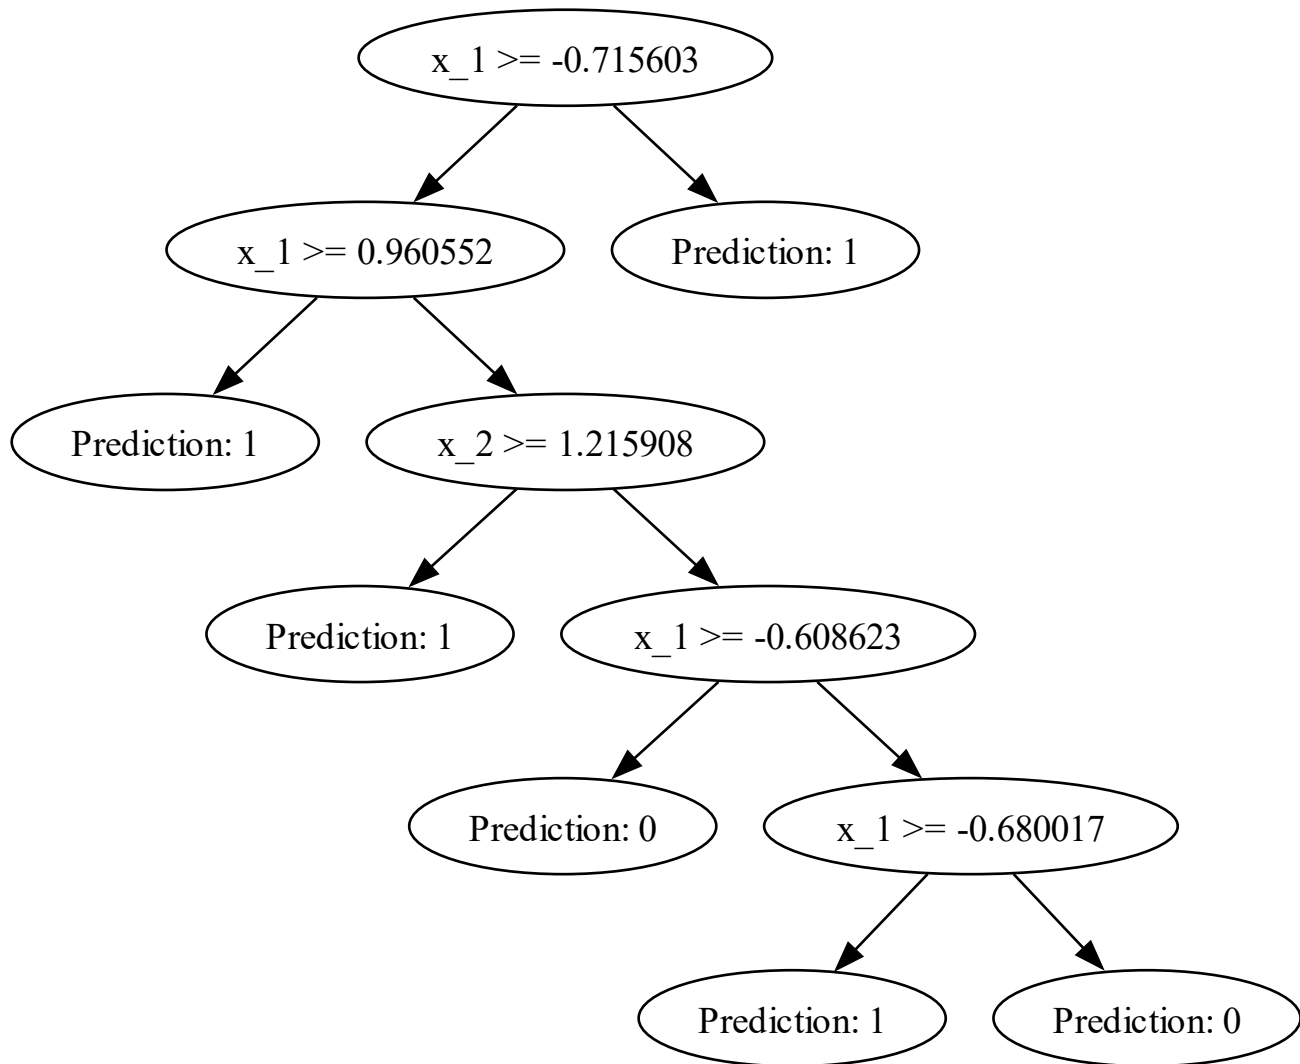 x_1 >= -0.715603
x_1 >= 0.960552
Prediction: 1
Prediction: 1
x_2 >= 1.215908
Prediction: 1
x_1 >= -0.608623
Prediction: 0
x_1 >= -0.680017
Prediction: 1
Prediction: 0